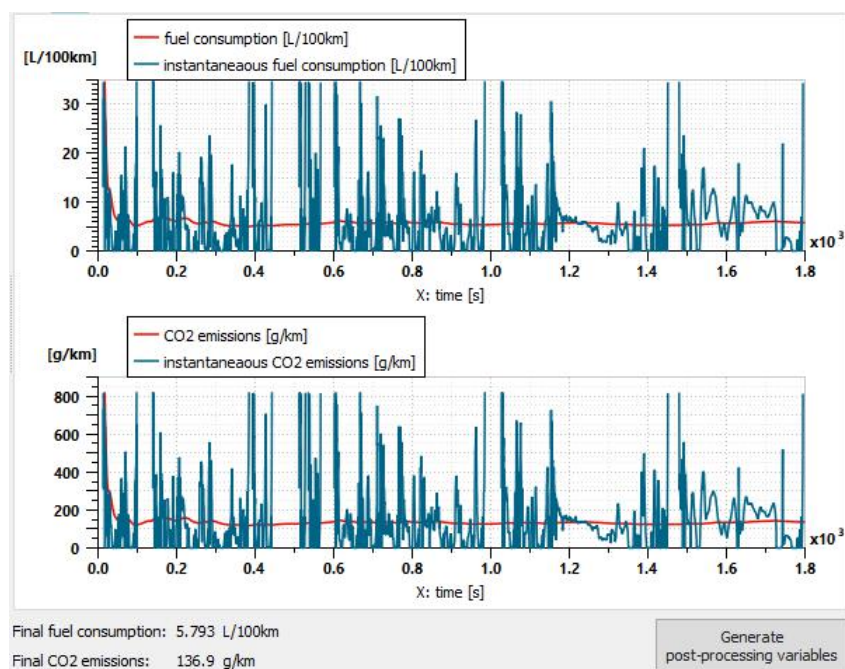 fuel consumption [L/100km]
[L/100km]
instantaneaous fuel consumption [L/100km]
30
20
10
0
0.0 0.2 0.4 0.6 0.8 1.0 1.2 1.4 1.6 1.8
x10³
X: time [s]
CO2 emissions [g/km]
[g/km]
instantaneaous CO2 emissions [g/km]
800
600
400
200
0
x10³
0.0 0.2 0.4 0.6 0.8 1.0 1.2 1.4 1.6 1.8
X: time [s]
Final fuel consumption: 5.793 L/100km
Final CO2 emissions: 136.9 g/km
Generate
post-processing variables